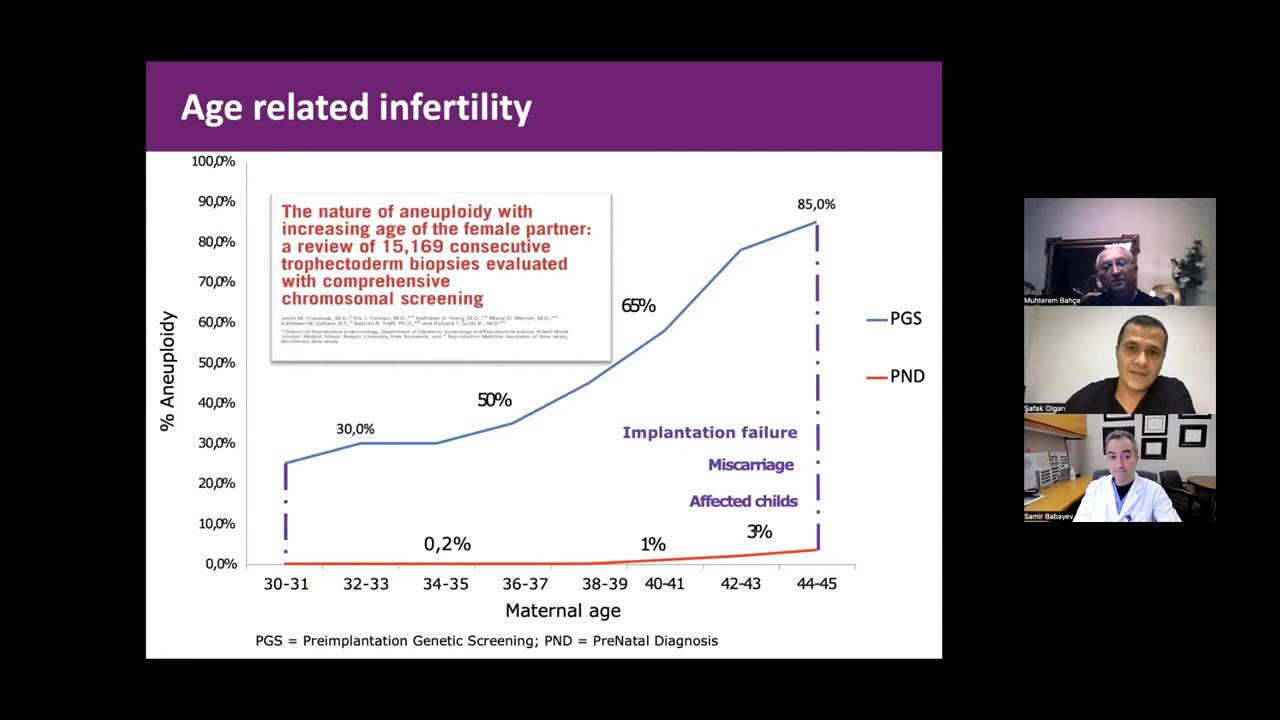 Age related infertility
100,0%
90,0%
80,0%
70,0%
60,0%
50,0%
40,0%
30,0%
20,0%
10,0%
0,0%
% Aneuploidy
The nature of aneuploidy with
increasing age of the female partner:
a review of 15,169 consecutive
trophectoderm biopsies evaluated
with comprehensive
chromosomal screening
30,0%
50%
65%
85,0%
Implantation failure
Miscarriage
Affected childs
0,2%
1%
3%
30-31
32-33
34-35
36-37
38-39
40-41
42-43
44-45
Maternal age
PGS = Preimplantation Genetic Screening; PND = PreNatal Diagnosis
PGS
PND
Muhterem Bahçe
Şafak Olgan
Samir Babayev